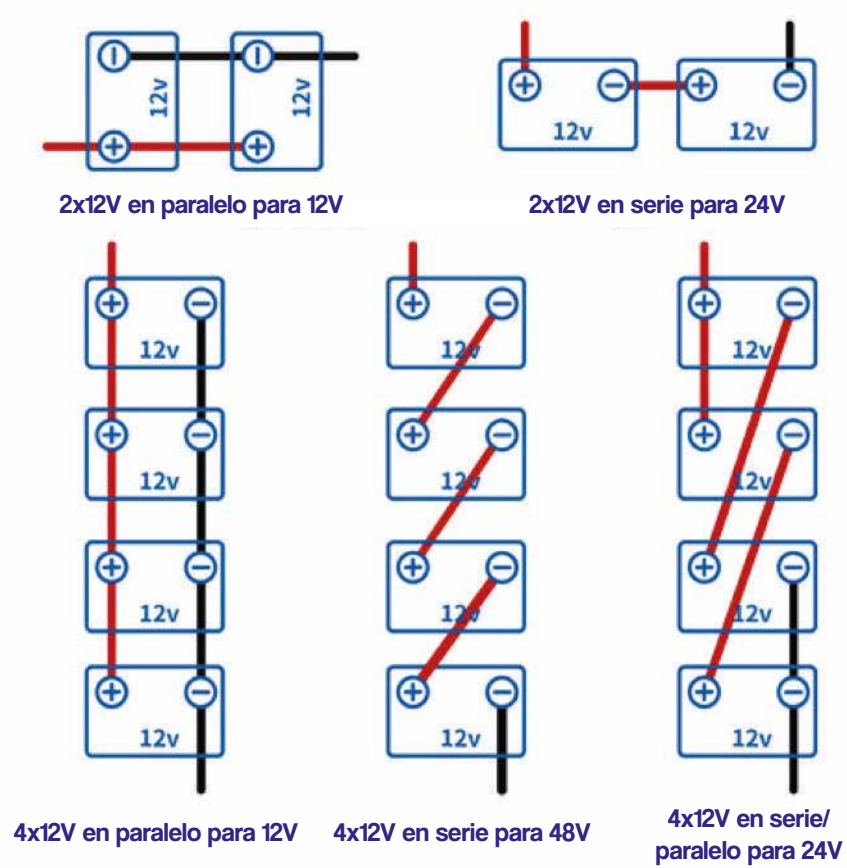 12v
12v
12v
12v
2x12V en paralelo para 12V
2x12V en serie para 24V
12v
12v
12v
12v
12v
12v
12v
12v
12v
12v
12v
12v
4x12V en paralelo para 12V
4x12V en serie para 48V
4x12V en serie/
paralelo para 24V